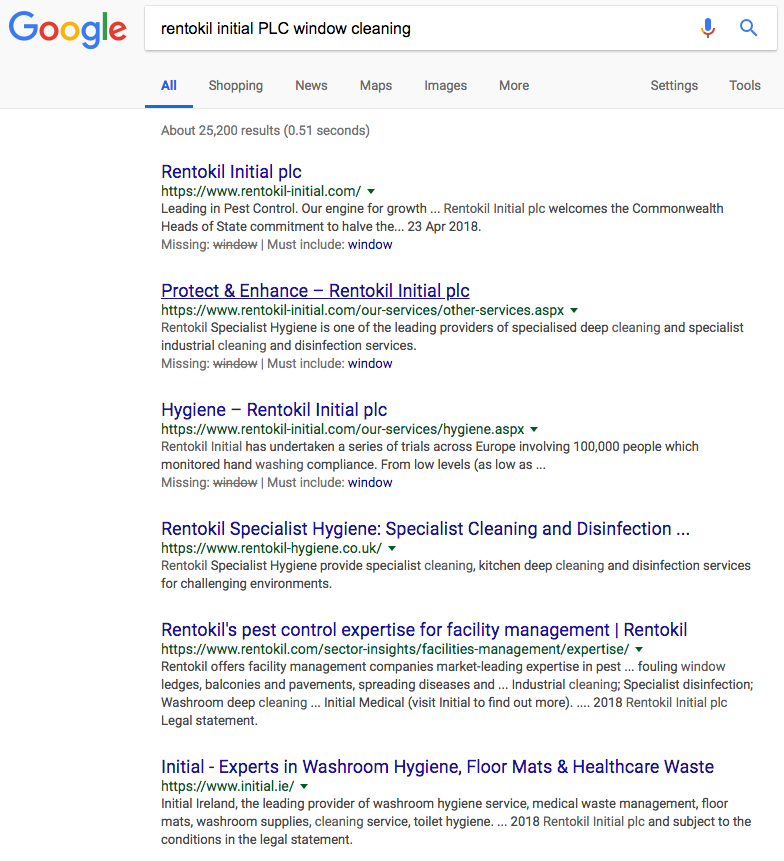 Google
rentokil initial PLC window cleaning
All Shopping News Maps Images More Settings Tools
About 25,200 results (0.51 seconds)
Rentokil Initial plc
https://www.rentokil-initial.com/
Leading in Pest Control. Our engine for growth ... Rentokil Initial plc welcomes the Commonwealth
Heads of State commitment to halve the... 23 Apr 2018.
Missing: window | Must include: window
Protect & Enhance – Rentokil Initial plc
https://www.rentokil-initial.com/our-services/other-services.aspx
Rentokil Specialist Hygiene is one of the leading providers of specialised deep cleaning and specialist
industrial cleaning and disinfection services.
Missing: window | Must include: window
Hygiene – Rentokil Initial plc
https://www.rentokil-initial.com/our-services/hygiene.aspx
Rentokil Initial has undertaken a series of trials across Europe involving 100,000 people which
monitored hand washing compliance. From low levels (as low as ...
Missing: window | Must include: window
Rentokil Specialist Hygiene: Specialist Cleaning and Disinfection ...
https://www.rentokil-hygiene.co.uk/
Rentokil Specialist Hygiene provide specialist cleaning, kitchen deep cleaning and disinfection services
for challenging environments.
Rentokil's pest control expertise for facility management | Rentokil
https://www.rentokil.com/sector-insights/facilities-management/expertise/
Rentokil offers facility management companies market-leading expertise in pest ... fouling window
ledges, balconies and pavements, spreading diseases and ... Industrial cleaning; Specialist disinfection;
Washroom deep cleaning ... Initial Medical (visit Initial to find out more). .... 2018 Rentokil Initial plc
Legal statement.
Initial - Experts in Washroom Hygiene, Floor Mats & Healthcare Waste
https://www.initial.ie/
Initial Ireland, the leading provider of washroom hygiene service, medical waste management, floor
mats, washroom supplies, cleaning service, toilet hygiene. ... 2018 Rentokil Initial plc and subject to the
conditions in the legal statement.